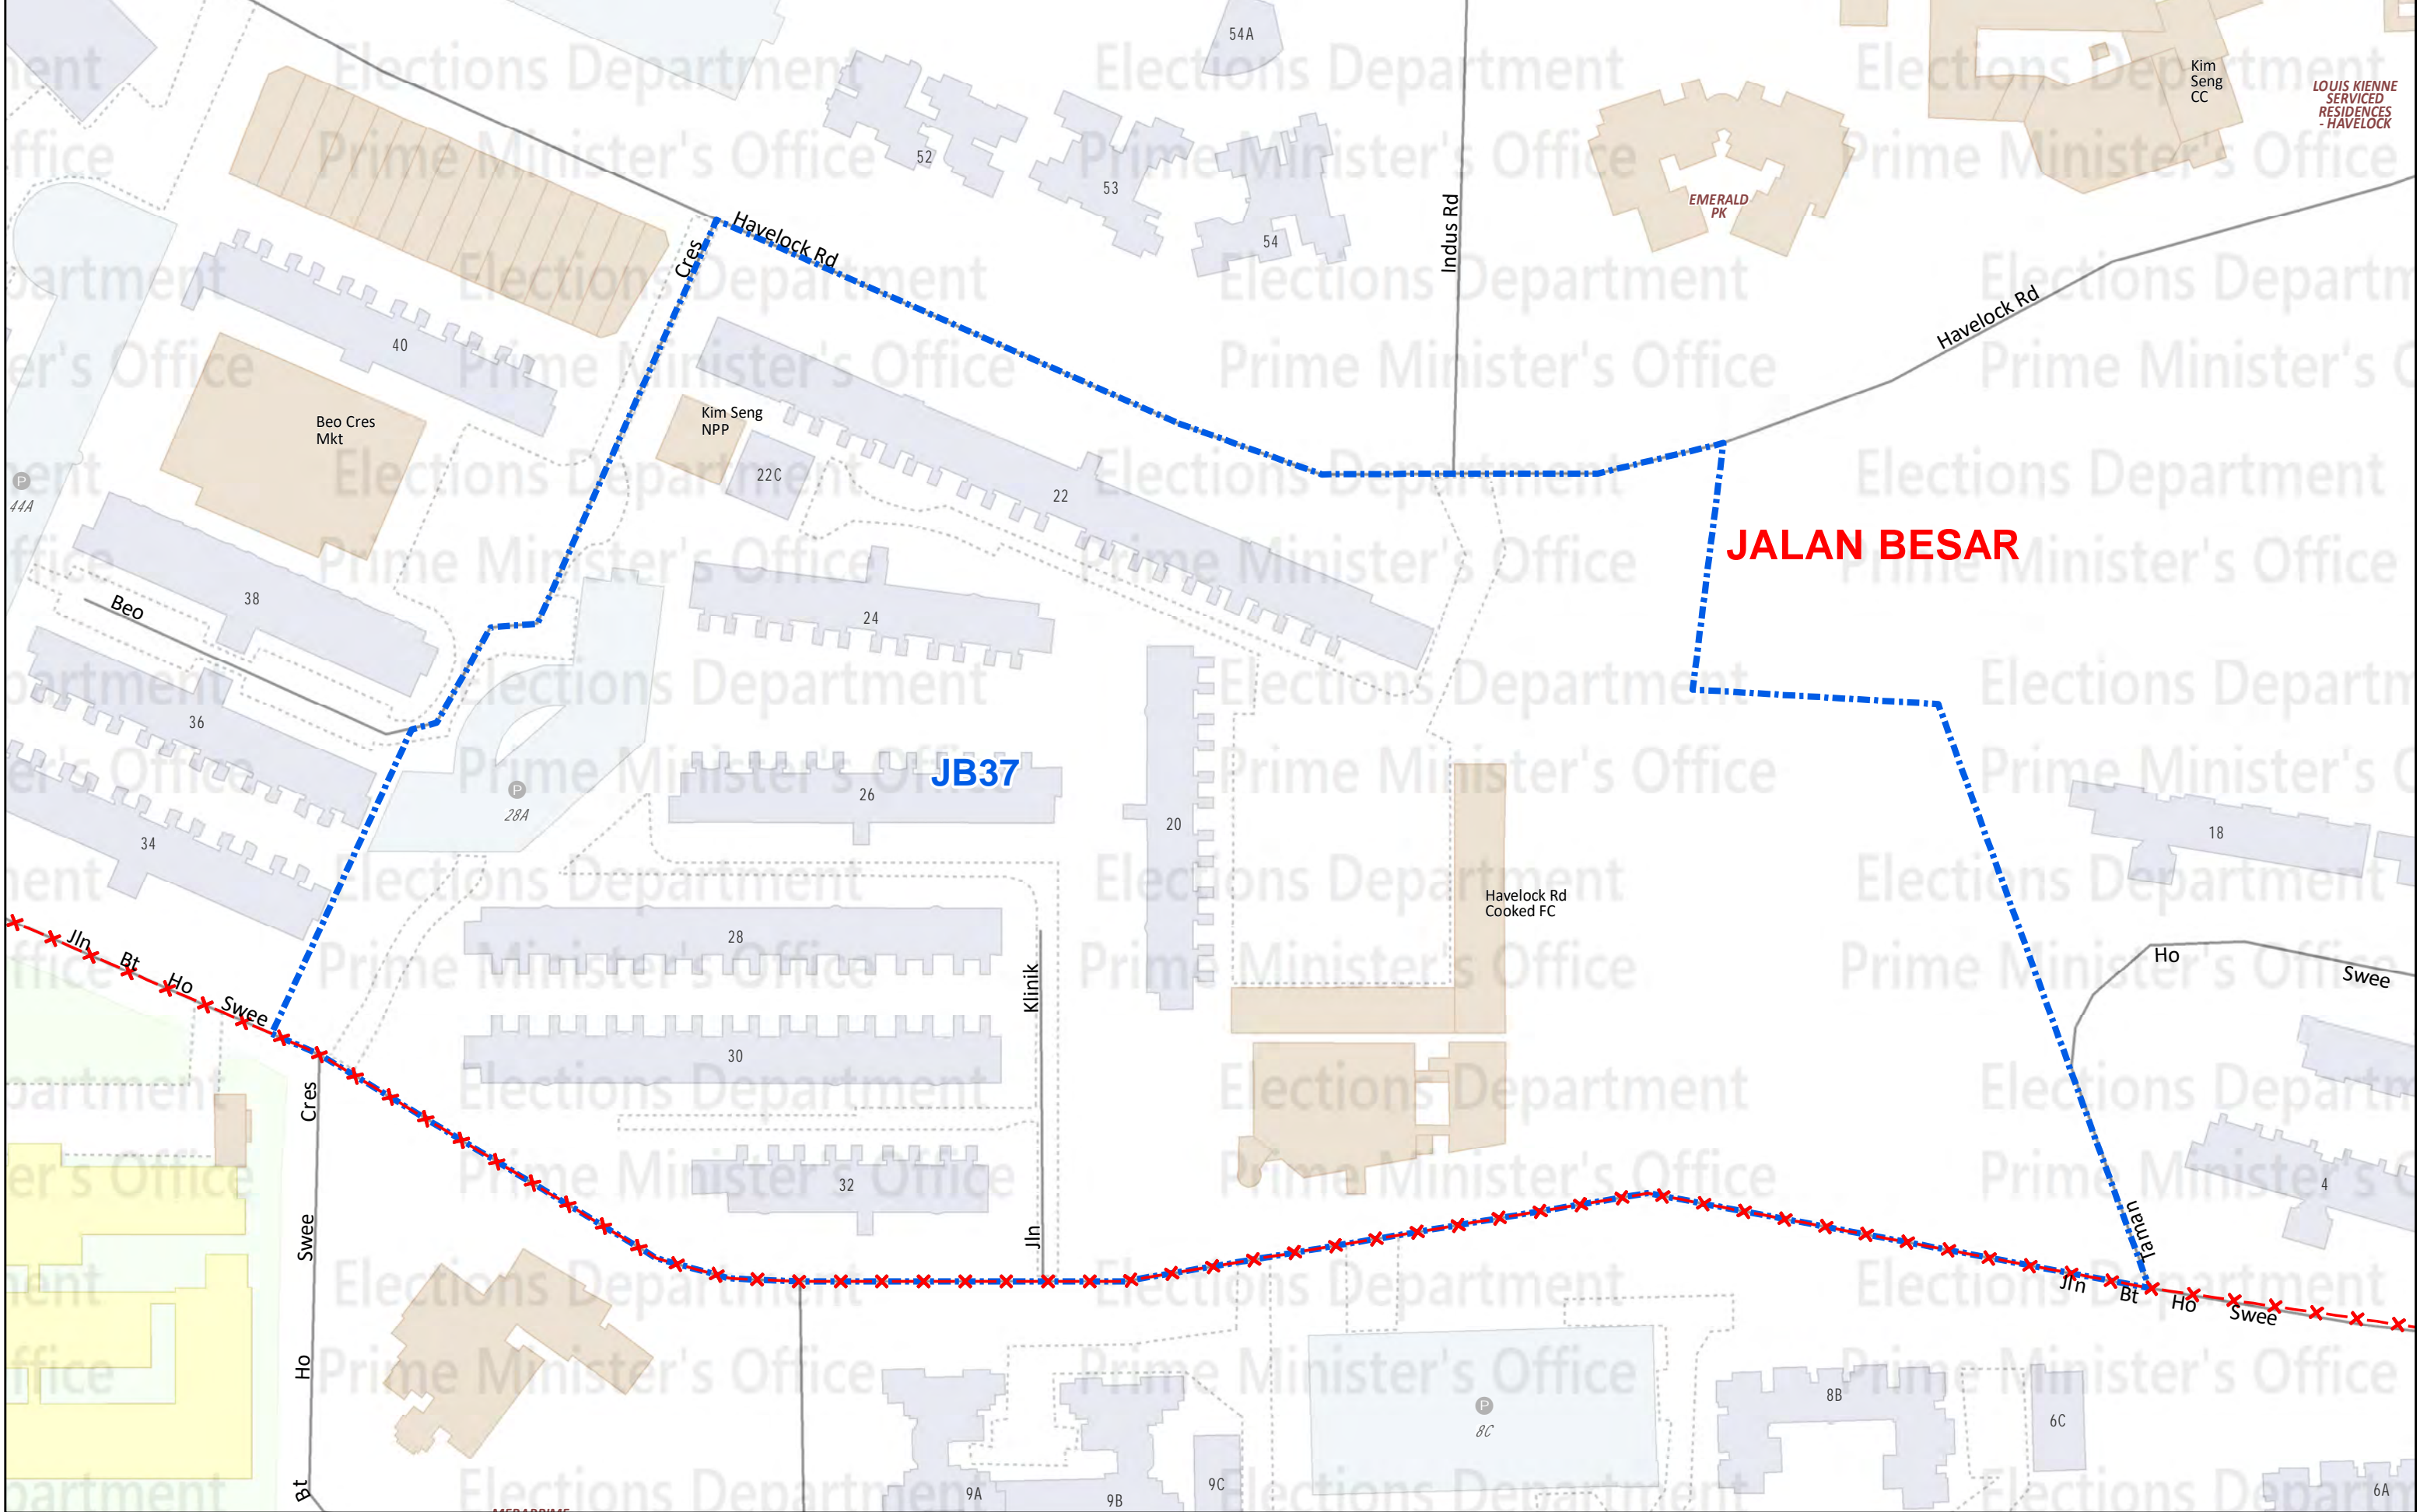 Elections Department
Prime Minister's Office
54A
52
53
54
Kim
Seng
CC
LOUIS KIENNE
SERVICED
RESIDENCES
- HAVELOCK
EMERALD
PK
Havelock Rd
Cres
Indus Rd
Havelock Rd
40
Beo Cres
Mkt
Kim Seng
NPP
22C
22
P
44A
JALAN BESAR
38
Beo
24
36
JB37
P
28A
26
20
34
18
Havelock Rd
Cooked FC
Jln Bt Ho Swee
28
Klinik
Ho Swee
30
Cres
32
4
Swee
Jln
Jln Bt Ho Swee
Ho
P
8C
8B
6C
Bt
9A
9B
9C
6A